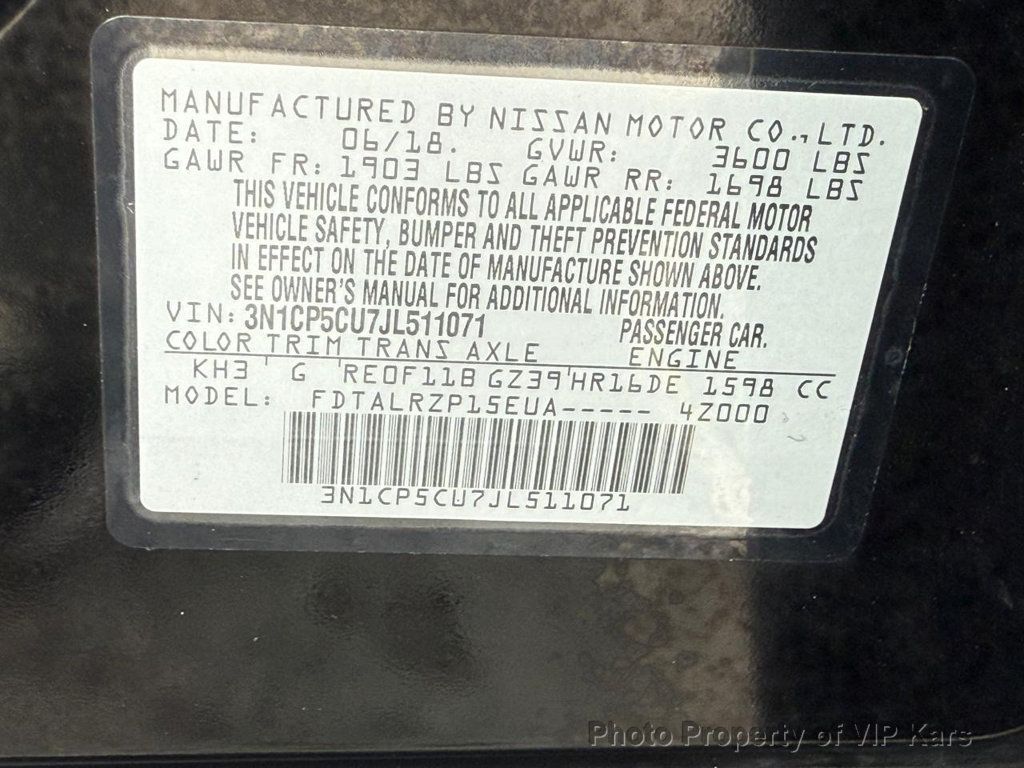 MANUFACTURED BY NISSAN MOTOR CO.,LTD.
DATE: 06/18. GVWR: 3600 LBS
GAWR FR: 1903 LBS GAWR RR: 1698 LBS
THIS VEHICLE CONFORMS TO ALL APPLICABLE FEDERAL MOTOR
VEHICLE SAFETY, BUMPER AND THEFT PREVENTION STANDARDS
IN EFFECT ON THE DATE OF MANUFACTURE SHOWN ABOVE.
SEE OWNER'S MANUAL FOR ADDITIONAL INFORMATION.
VIN: 3N1CP5CU7JL511071 PASSENGER CAR.
COLOR TRIM TRANS AXLE ENGINE
KH3 G RE0F11B GZ39 HR16DE 1598 CC
MODEL: FDTALRZP15EUA----- 4Z000
3N1CP5CU7JL511071
Photo Property of VIP Kars